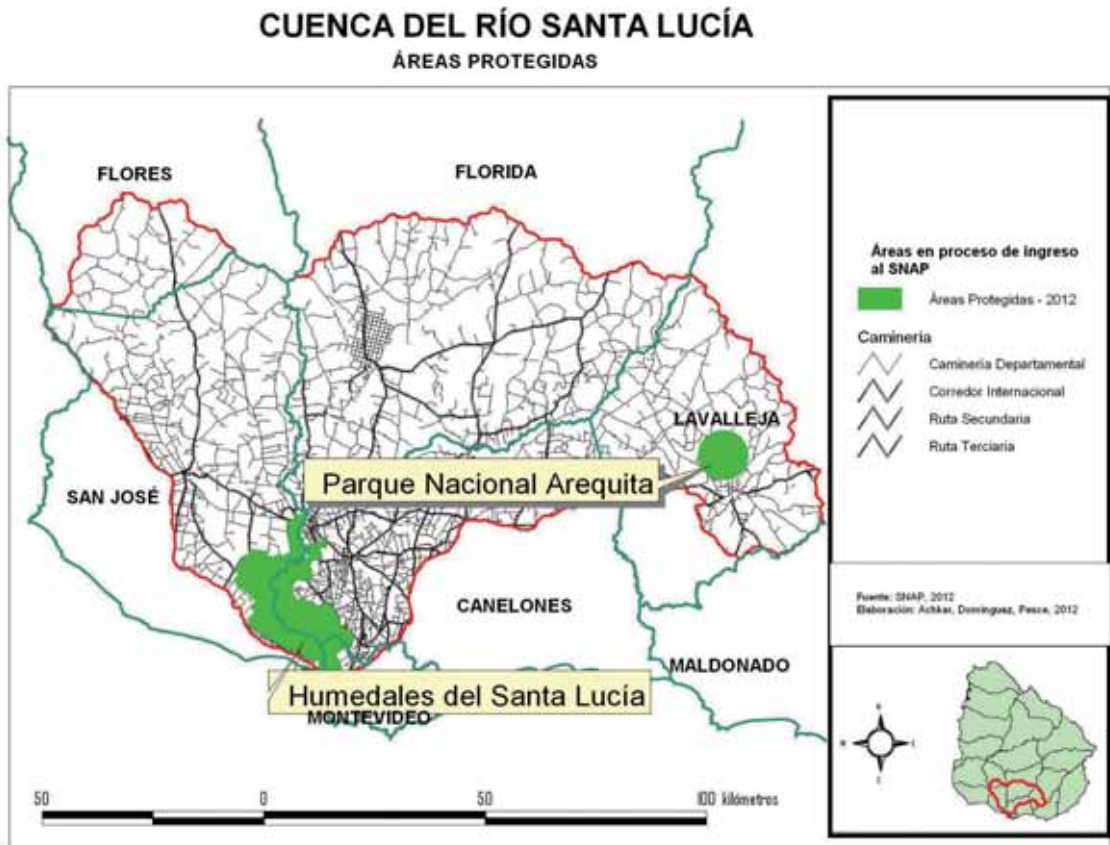 CUENCA DEL RÍO SANTA LUCÍA
ÁREAS PROTEGIDAS
FLORES
FLORIDA
LAVALLEJA
Parque Nacional Arequita
SAN JOSÉ
CANELONES
MALDONADO
Humedales del Santa Lucía
MONTEVIDEO
50 0 50 100 kilómetros
Áreas en proceso de ingreso
al SNAP
Áreas Protegidas - 2012
Caminería
Caminería Departamental
Corredor Internacional
Ruta Secundaria
Ruta Terciaria
Fuente: SNAP, 2012
Elaboración: Achkar, Domínguez, Pesce, 2012